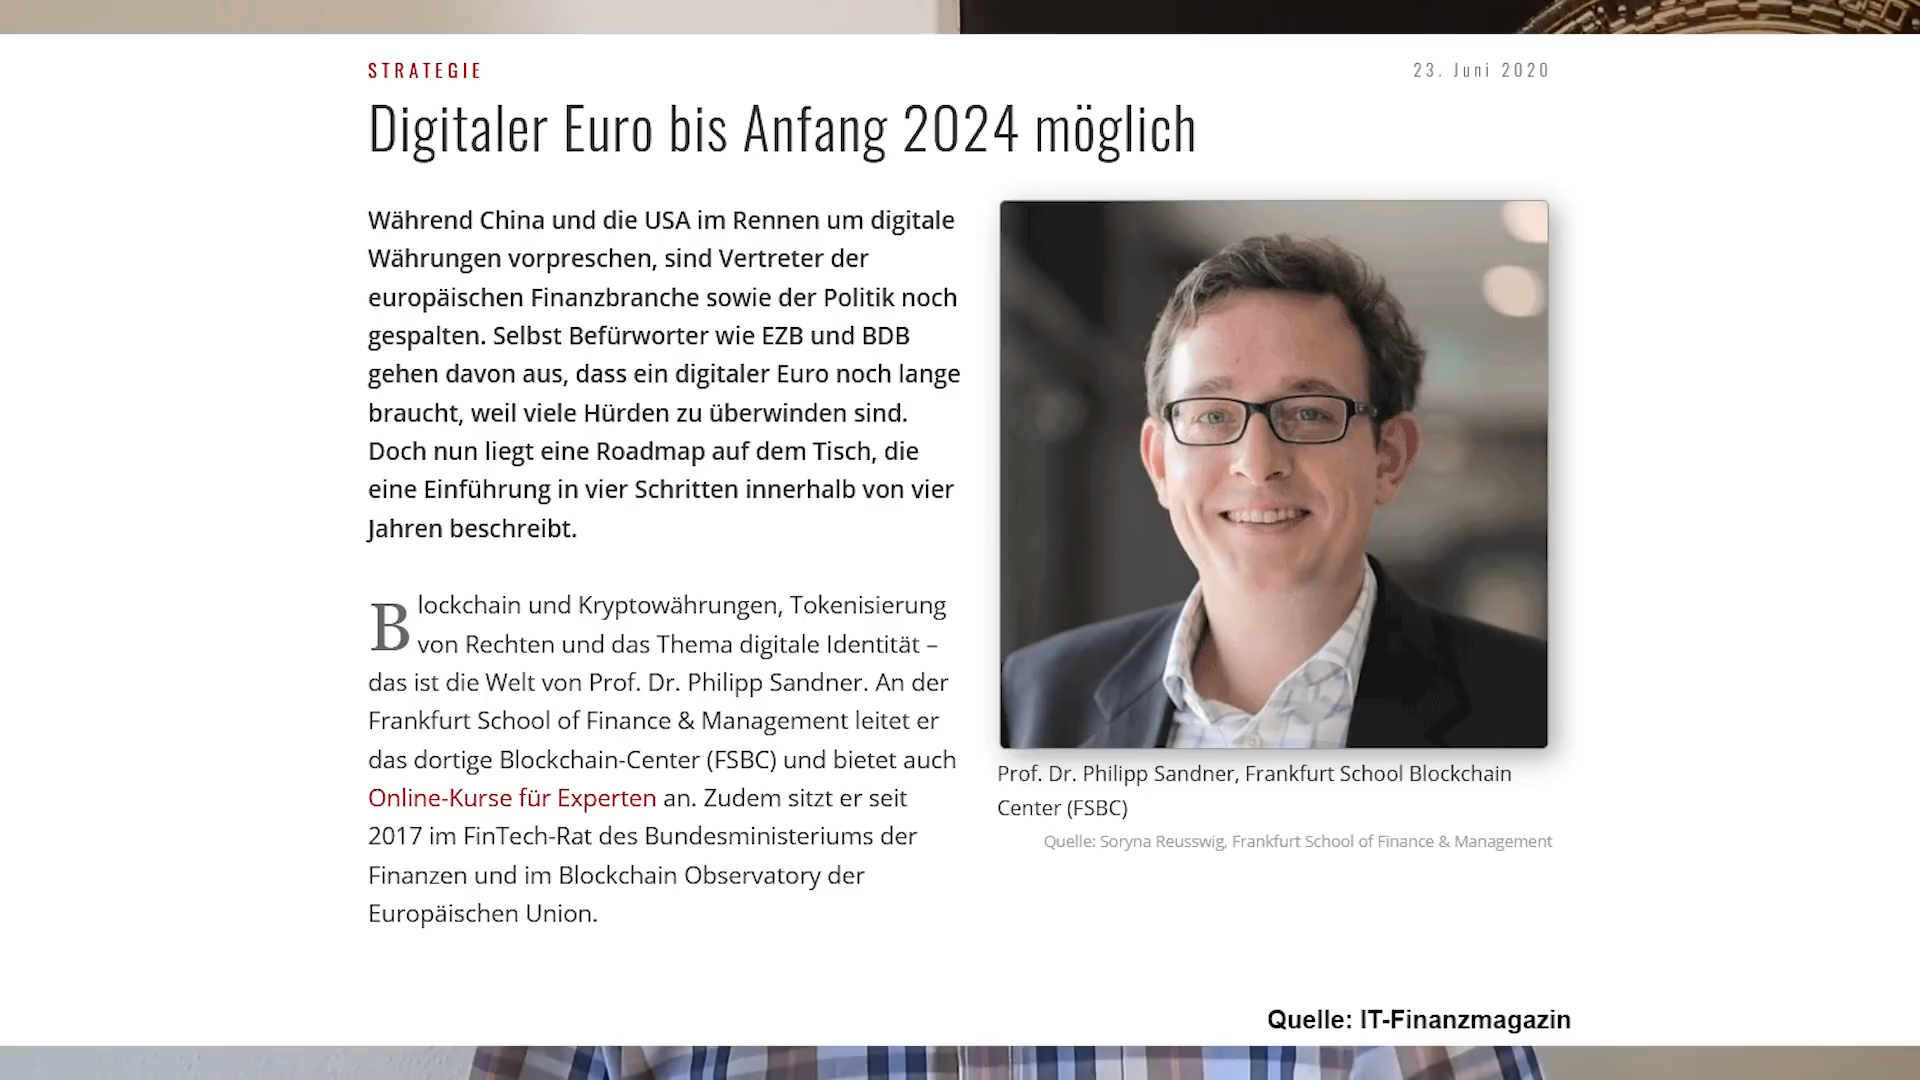 STRATEGIE
23. Juni 2020
Digitaler Euro bis Anfang 2024 möglich
Während China und die USA im Rennen um digitale
Währungen vorpreschen, sind Vertreter der
europäischen Finanzbranche sowie der Politik noch
gespalten. Selbst Befürworter wie EZB und BDB
gehen davon aus, dass ein digitaler Euro noch lange
braucht, weil viele Hürden zu überwinden sind.
Doch nun liegt eine Roadmap auf dem Tisch, die
eine Einführung in vier Schritten innerhalb von vier
Jahren beschreibt.
Blockchain und Kryptowährungen, Tokenisierung
von Rechten und das Thema digitale Identität –
das ist die Welt von Prof. Dr. Philipp Sandner. An der
Frankfurt School of Finance & Management leitet er
das dortige Blockchain-Center (FSBC) und bietet auch
Online-Kurse für Experten an. Zudem sitzt er seit
2017 im FinTech-Rat des Bundesministeriums der
Finanzen und im Blockchain Observatory der
Europäischen Union.
Prof. Dr. Philipp Sandner, Frankfurt School Blockchain
Center (FSBC)
Quelle: Soryna Reusswig, Frankfurt School of Finance & Management
Quelle: IT-Finanzmagazin